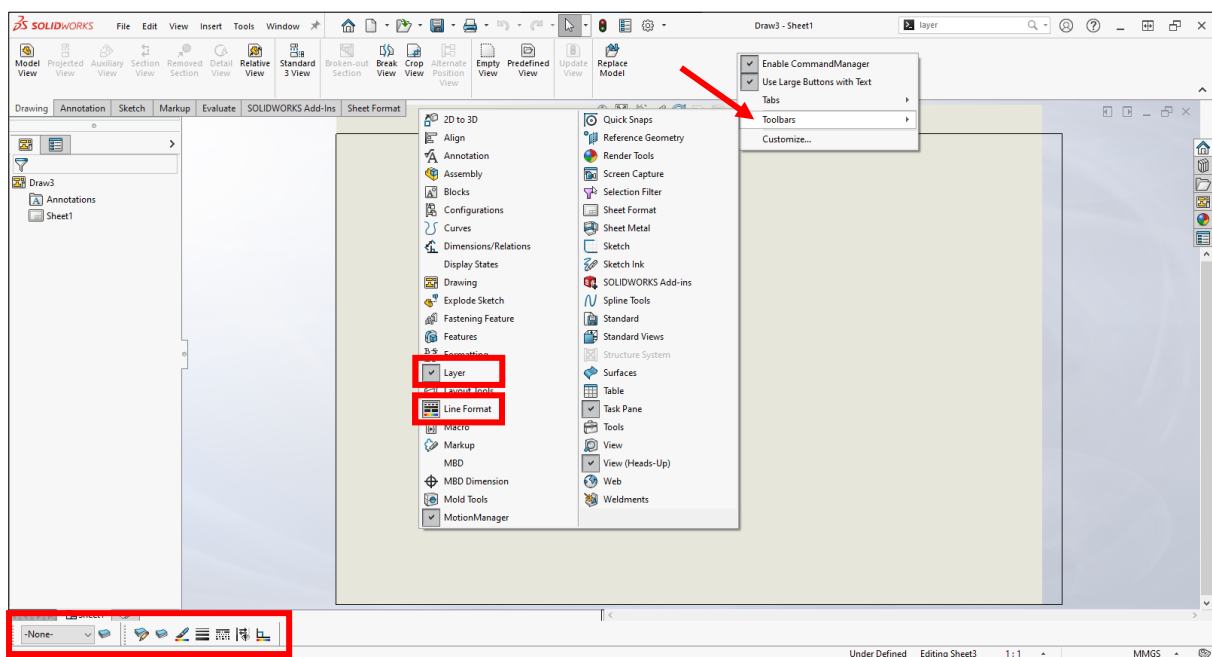 SOLIDWORKS File Edit View Insert Tools Window Draw3 - Sheet1 layer
Model View
Projected View
Auxiliary View
Section View
Removed Section
Detail View
Relative View
Standard 3 View
Broken-out Section
Break View
Crop View
Alternate Position View
Empty View
Predefined View
Update View
Replace Model
Drawing Annotation Sketch Markup Evaluate SOLIDWORKS Add-Ins Sheet Format
Enable CommandManager
Use Large Buttons with Text
Tabs
Toolbars
Customize...
Draw3
Annotations
Sheet1
2D to 3D
Align
Annotation
Assembly
Blocks
Configurations
Curves
Dimensions/Relations
Display States
Drawing
Explode Sketch
Fastening Feature
Features
Formatting
Layer
Layout Tools
Line Format
Macro
Markup
MBD
MBD Dimension
Mold Tools
MotionManager
Quick Snaps
Reference Geometry
Render Tools
Screen Capture
Selection Filter
Sheet Format
Sheet Metal
Sketch
Sketch Ink
SOLIDWORKS Add-ins
Spline Tools
Standard
Standard Views
Structure System
Surfaces
Table
Task Pane
Tools
View
View (Heads-Up)
Web
Weldments
Sheet1
-None-
Under Defined Editing Sheet3 1 : 1 MMGS